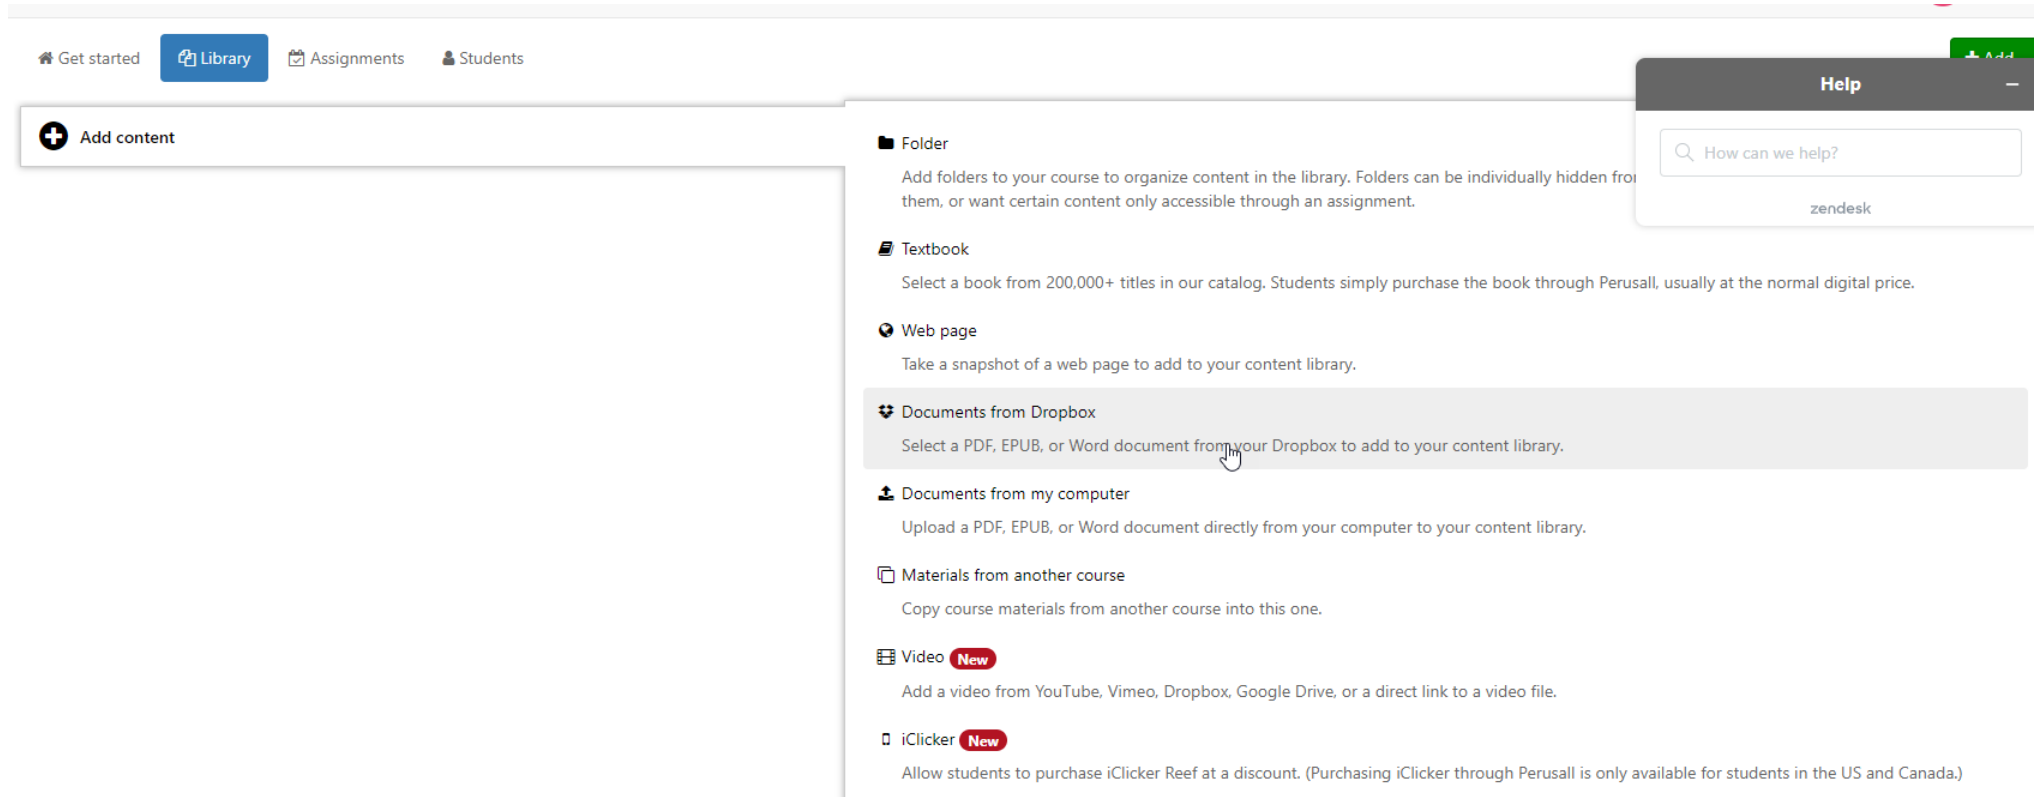 Get started
Library
Assignments
Students
Add
Help
How can we help?
zendesk
Add content
Folder
Add folders to your course to organize content in the library. Folders can be individually hidden
them, or want certain content only accessible through an assignment.
Textbook
Select a book from 200,000+ titles in our catalog. Students simply purchase the book through Perusall, usually at the normal digital price.
Web page
Take a snapshot of a web page to add to your content library.
Documents from Dropbox
Select a PDF, EPUB, or Word document from your Dropbox to add to your content library.
Documents from my computer
Upload a PDF, EPUB, or Word document directly from your computer to your content library.
Materials from another course
Copy course materials from another course into this one.
Video New
Add a video from YouTube, Vimeo, Dropbox, Google Drive, or a direct link to a video file.
iClicker New
Allow students to purchase iClicker Reef at a discount. (Purchasing iClicker through Perusall is only available for students in the US and Canada.)